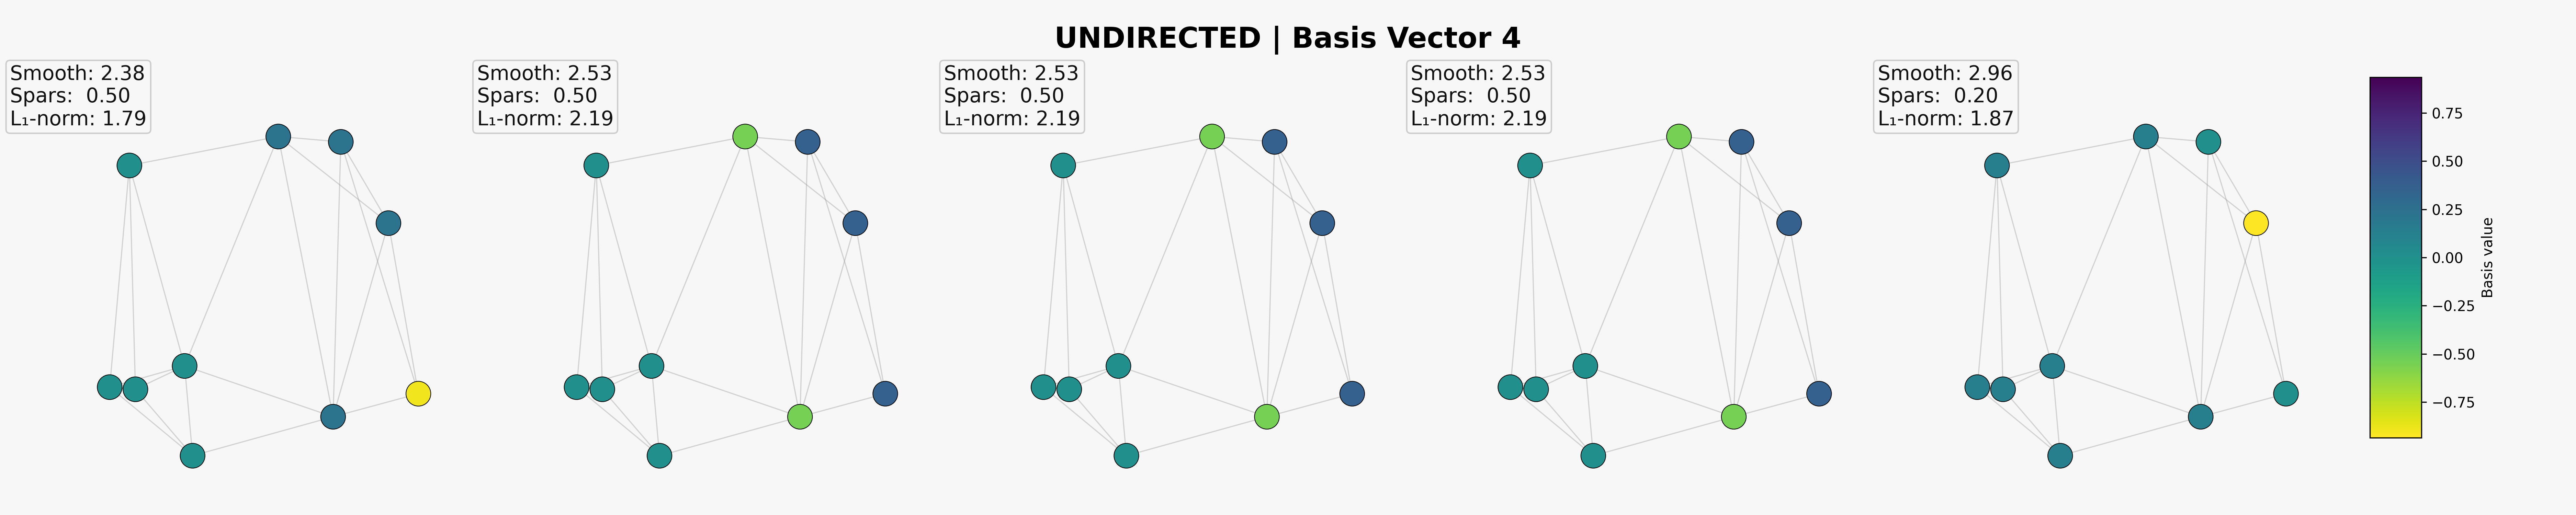 UNDIRECTED | Basis Vector 4
Smooth: 2.38
Spars: 0.50
L₁-norm: 1.79
Smooth: 2.53
Spars: 0.50
L₁-norm: 2.19
Smooth: 2.53
Spars: 0.50
L₁-norm: 2.19
Smooth: 2.53
Spars: 0.50
L₁-norm: 2.19
Smooth: 2.96
Spars: 0.20
L₁-norm: 1.87
0.75
0.50
0.25
0.00
−0.25
−0.50
−0.75
Basis value